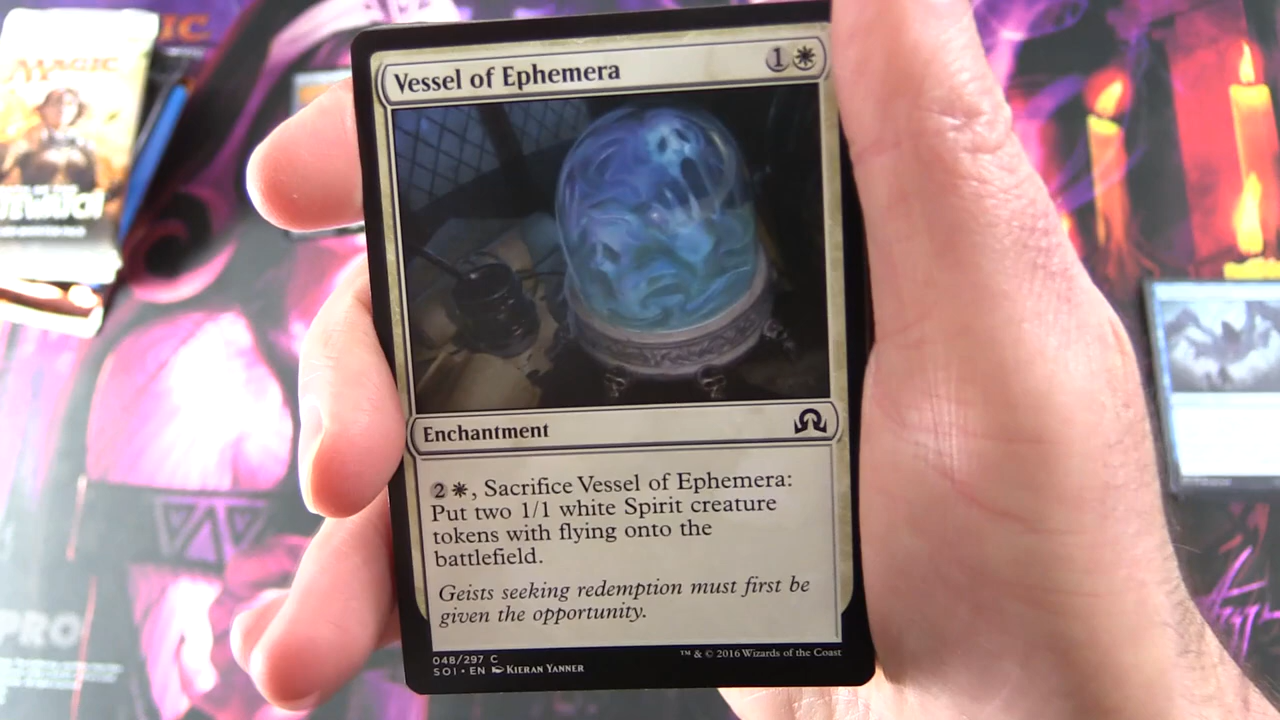 MAGIC
Vessel of Ephemera
1
Enchantment
2, Sacrifice Vessel of Ephemera:
Put two 1/1 white Spirit creature
tokens with flying onto the
battlefield.
Geists seeking redemption must first be
given the opportunity.
048/297 C
SOI • EN KIERAN YANNER
™ & © 2016 Wizards of the Coast
PRO